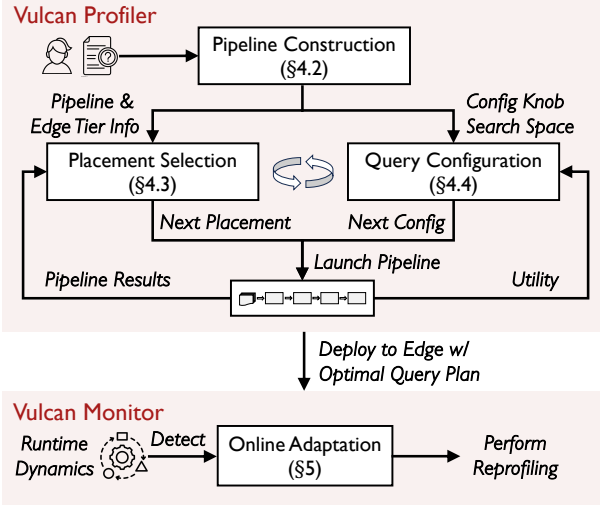 Vulcan Profiler
Pipeline Construction
(§4.2)
Pipeline &
Edge Tier Info
Config Knob
Search Space
Placement Selection
(§4.3)
Query Configuration
(§4.4)
Next Placement
Next Config
Launch Pipeline
Pipeline Results
Utility
Deploy to Edge w/
Optimal Query Plan
Vulcan Monitor
Runtime
Dynamics
Detect
Online Adaptation
(§5)
Perform
Reprofiling